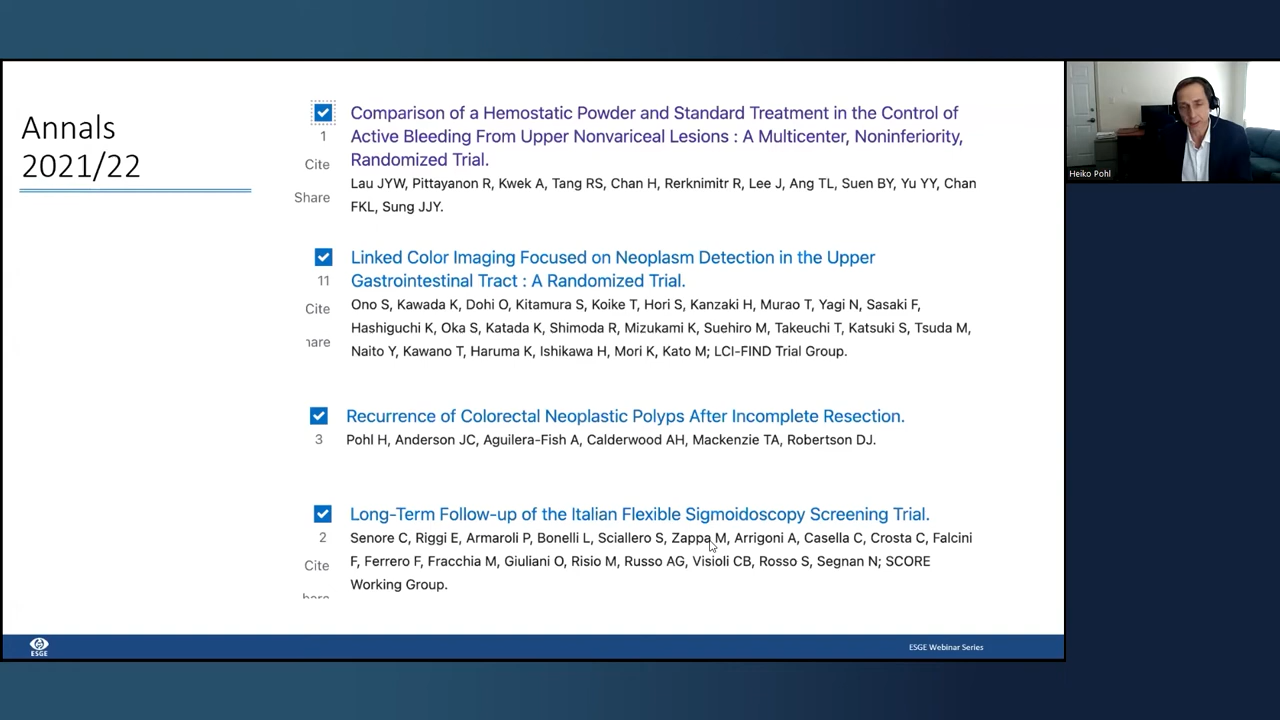 Annals
2021/22
1
Cite
Share
Comparison of a Hemostatic Powder and Standard Treatment in the Control of
Active Bleeding From Upper Nonvariceal Lesions : A Multicenter, Noninferiority,
Randomized Trial.
Lau JYW, Pittayanon R, Kwek A, Tang RS, Chan H, Rerknimitr R, Lee J, Ang TL, Suen BY, Yu YY, Chan
FKL, Sung JJY.
11
Cite
hare
Linked Color Imaging Focused on Neoplasm Detection in the Upper
Gastrointestinal Tract : A Randomized Trial.
Ono S, Kawada K, Dohi O, Kitamura S, Koike T, Hori S, Kanzaki H, Murao T, Yagi N, Sasaki F,
Hashiguchi K, Oka S, Katada K, Shimoda R, Mizukami K, Suehiro M, Takeuchi T, Katsuki S, Tsuda M,
Naito Y, Kawano T, Haruma K, Ishikawa H, Mori K, Kato M; LCI-FIND Trial Group.
3
Recurrence of Colorectal Neoplastic Polyps After Incomplete Resection.
Pohl H, Anderson JC, Aguilera-Fish A, Calderwood AH, Mackenzie TA, Robertson DJ.
2
Cite
Long-Term Follow-up of the Italian Flexible Sigmoidoscopy Screening Trial.
Senore C, Riggi E, Armaroli P, Bonelli L, Sciallero S, Zappa M, Arrigoni A, Casella C, Crosta C, Falcini
F, Ferrero F, Fracchia M, Giuliani O, Risio M, Russo AG, Visioli CB, Rosso S, Segnan N; SCORE
Working Group.
ESGE
ESGE Webinar Series
Heiko Pohl